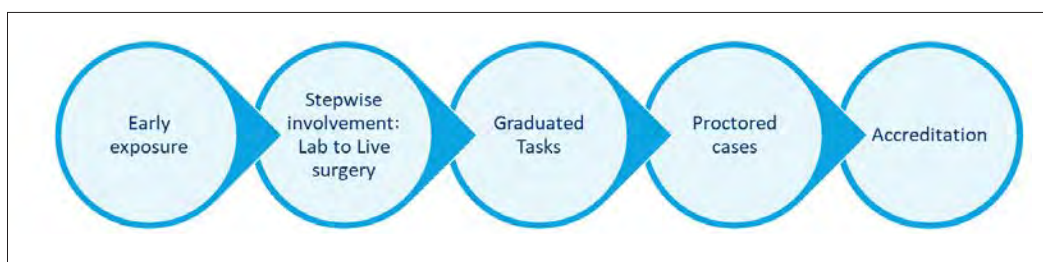 Early
exposure
Stepwise
involvement:
Lab to Live
surgery
Graduated
Tasks
Proctored
cases
Accreditation